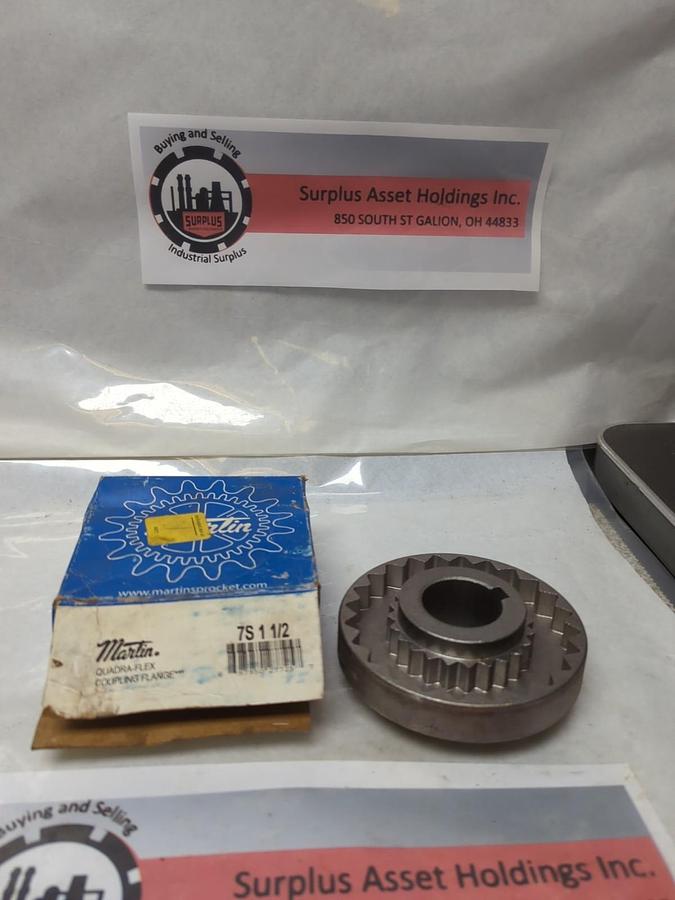 Buying and Selling
SURPLUS
Industrial Surplus
Surplus Asset Holdings Inc.
850 SOUTH ST GALION, OH 44833
www.martinsprocket.com
Martin.
7S 1 1/2
QUADRA-FLEX
COUPLING FLANGE
Buying and Selling
Surplus Asset Holdings Inc.